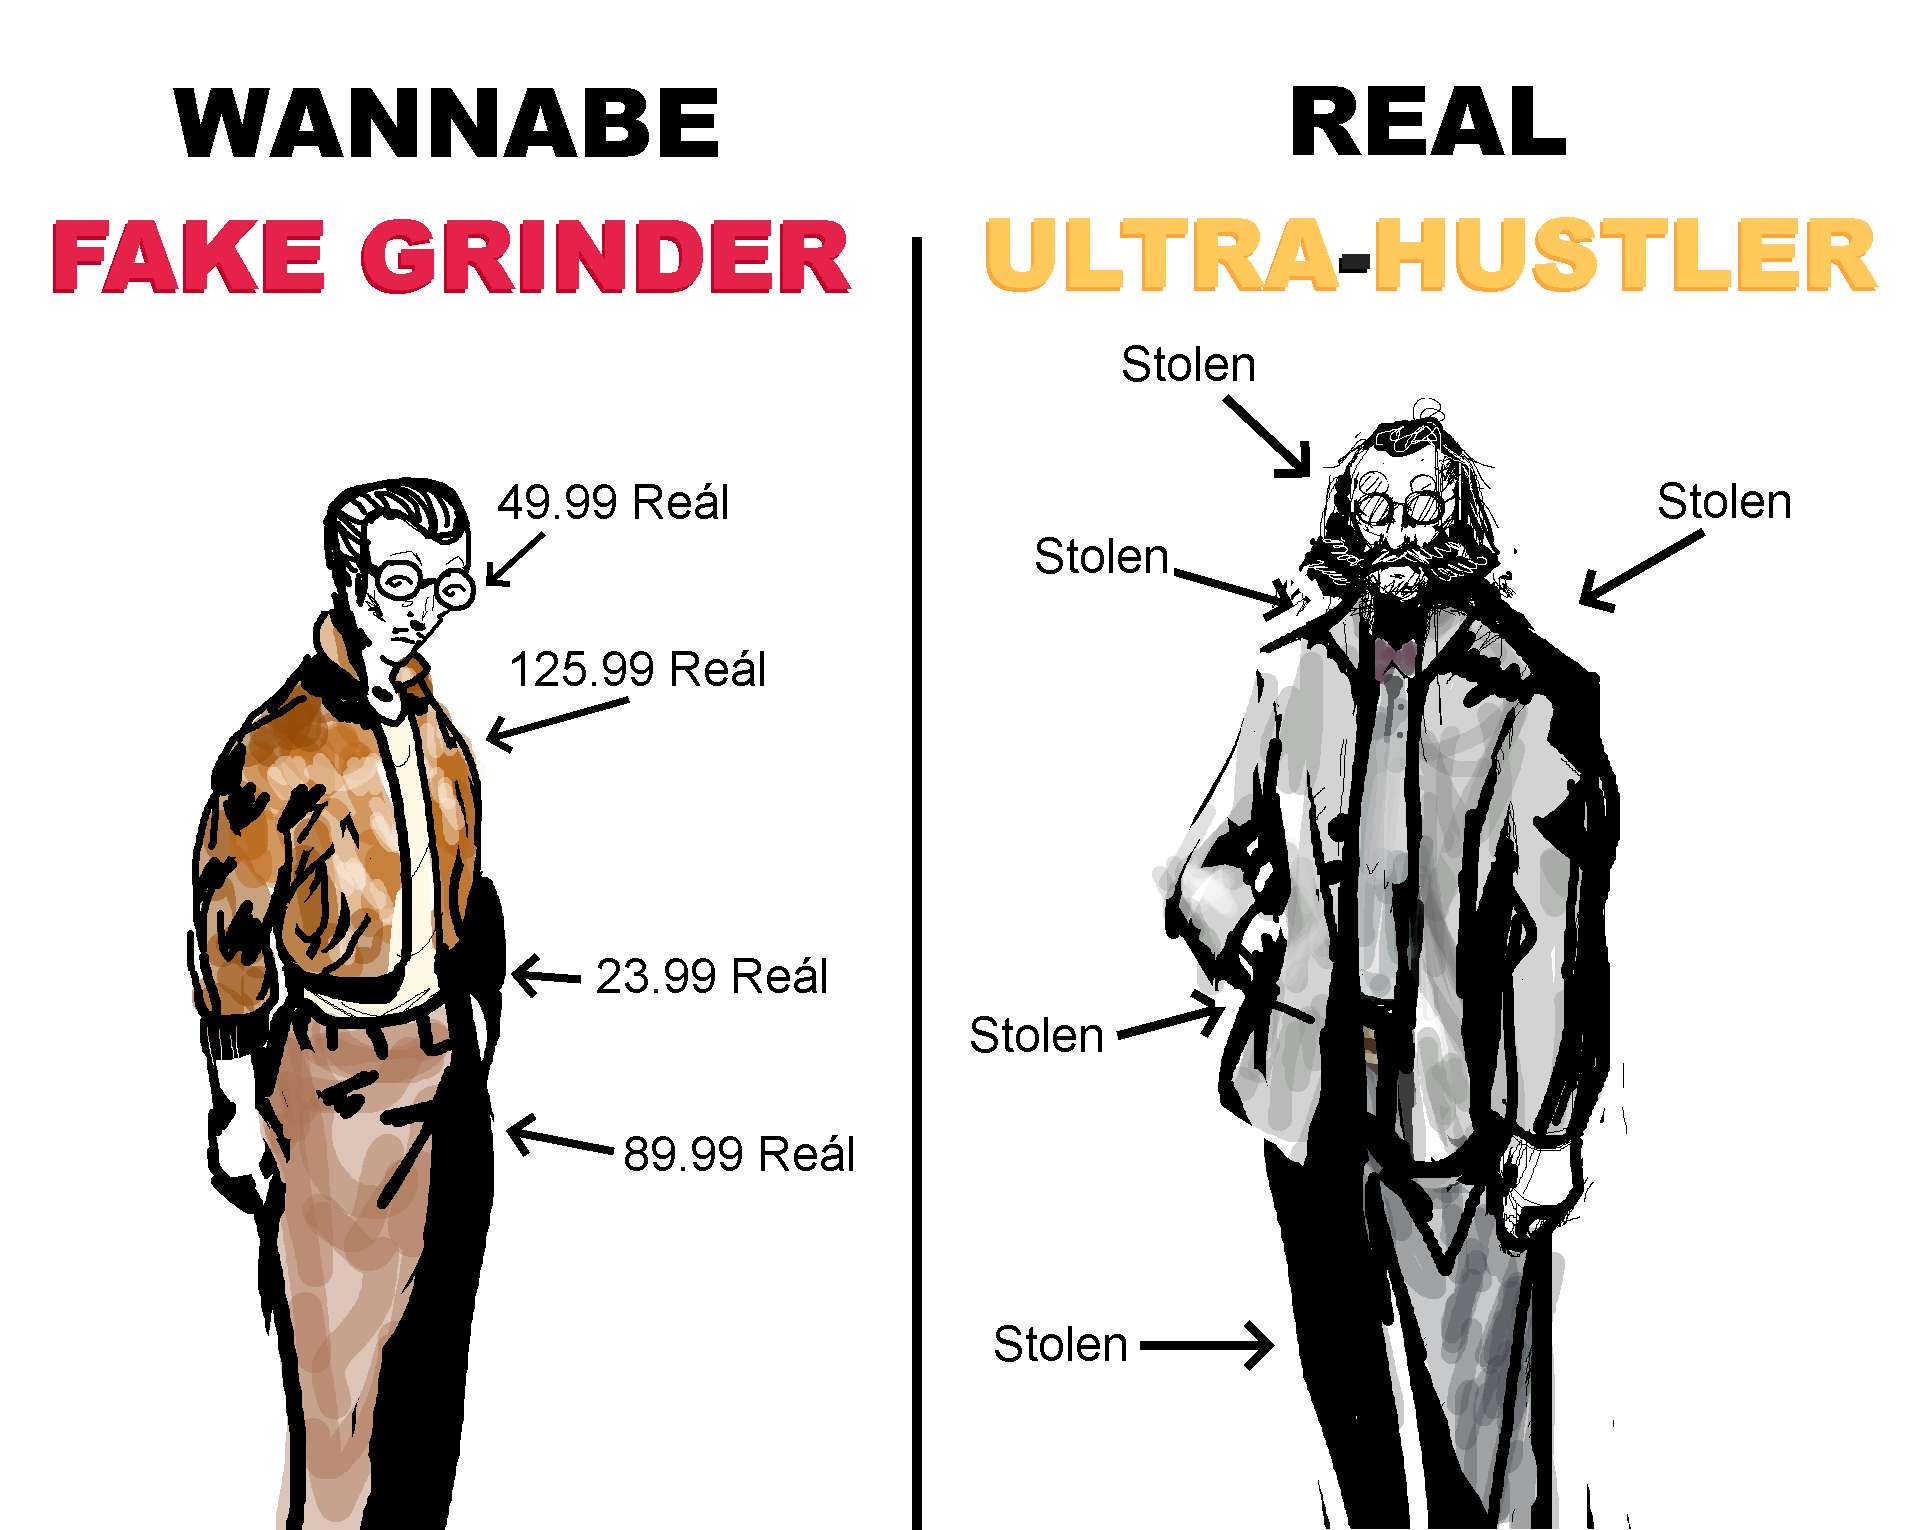 WANNABE
FAKE GRINDER
49.99 Reál
125.99 Reál
23.99 Reál
89.99 Reál
REAL
ULTRA-HUSTLER
Stolen
Stolen
Stolen
Stolen
Stolen